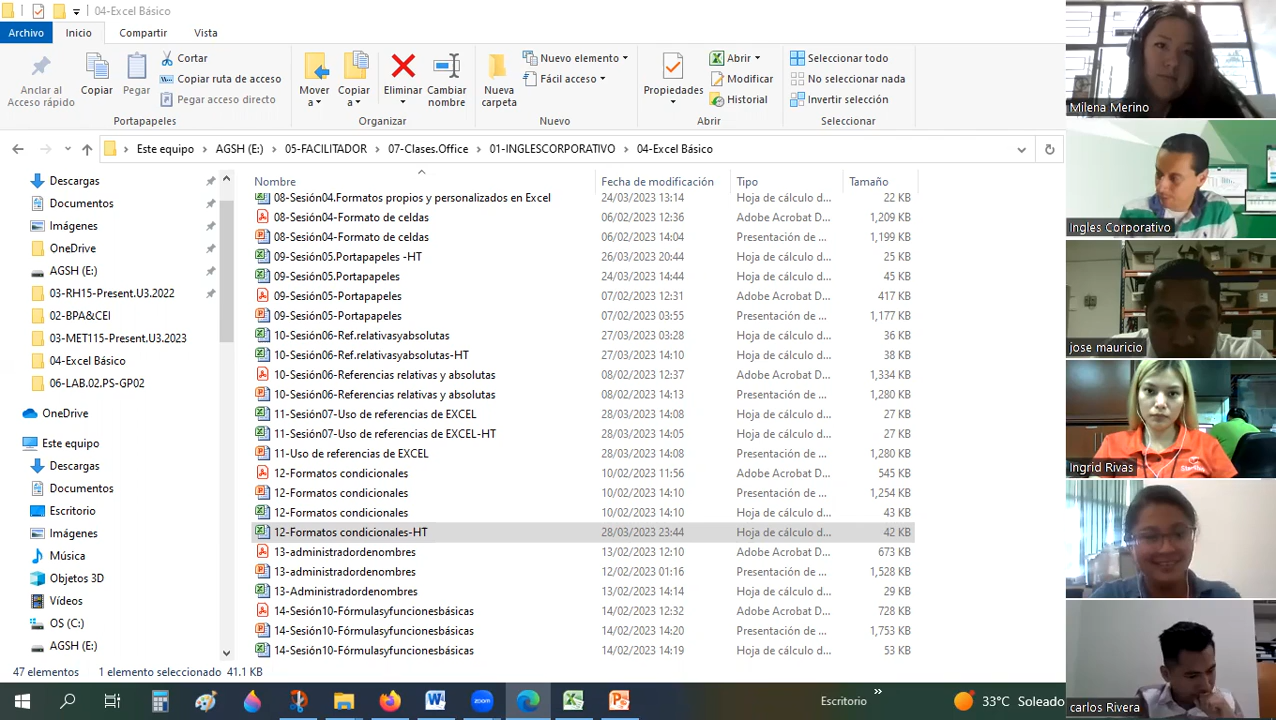 04-Excel Básico
Archivo Inicio Compartir ta
Anclar al Acceso rápido
Copiar
Pegar
Cortar
Copiar ruta de acceso
Pegar acceso directo
Portapapeles
Mover a
Copiar a
Eliminar
Cambiar nombre
Organizar
Nueva carpeta
Nuevo elemento
Fácil acceso
Nuevo
Propiedades
Abrir
Modificar
Historial
Abrir
Seleccionar todo
No seleccionar nada
Invertir selección
Seleccionar
Este equipo AGSH (E:) 05-FACILITADOR 07-Clases.Office 01-INGLESCORPORATIVO 04-Excel Básico
Descargas
Documentos
Imágenes
OneDrive
AGSH (E:)
03-RH15-Present.U3.2022
02-BPA&CEI
03-MET115-Present.U3.2023
04-Excel Básico
06-LAB.02.PS-GP02
OneDrive
Este equipo
Descargas
Documentos
Escritorio
Imágenes
Música
Objetos 3D
Vídeos
OS (C:)
AGSH (E:)
Nombre Fecha de modificación Tipo Tamaño
08-Sesión04.Formatos propios y personalizados en Excel 24/03/2023 13:14 Hoja de cálculo d... 22 KB
08-Sesión04-Formato de celdas 06/02/2023 12:36 Adobe Acrobat D... 1,209 KB
08-Sesión04-Formato de celdas 06/02/2023 14:04 Presentación de ... 1,199 KB
09-Sesión05.Portapapeles -HT 26/03/2023 20:44 Hoja de cálculo d... 25 KB
09-Sesión05.Portapapeles 24/03/2023 14:44 Hoja de cálculo d... 45 KB
09-Sesión05-Portapapeles 07/02/2023 12:31 Adobe Acrobat D... 417 KB
09-Sesión05-Portapapeles 07/02/2023 03:55 Presentación de ... 1,177 KB
10-Sesión06-Ref.relativasyabsolutas 27/03/2023 03:28 Hoja de cálculo d... 36 KB
10-Sesión06-Ref.relativasyabsolutas-HT 27/03/2023 14:10 Hoja de cálculo d... 38 KB
10-Sesión06-Referencias relativas y absolutas 08/02/2023 12:37 Adobe Acrobat D... 1,334 KB
10-Sesión06-Referencias relativas y absolutas 08/02/2023 14:13 Presentación de ... 1,280 KB
11-Sesión07-Uso de referencias de EXCEL 28/03/2023 14:08 Hoja de cálculo d... 27 KB
11-Sesión07-Uso de referencias de EXCEL-HT 28/03/2023 14:05 Hoja de cálculo d... 27 KB
11-Uso de referencias de EXCEL 28/03/2023 14:08 Presentación de ... 1,280 KB
12-Formatos condicionales 10/02/2023 11:56 Adobe Acrobat D... 545 KB
12-Formatos condicionales 10/02/2023 14:10 Presentación de ... 1,254 KB
12-Formatos condicionales 10/02/2023 14:10 Hoja de cálculo d... 43 KB
12-Formatos condicionales-HT 28/03/2023 23:44 Hoja de cálculo d... 42 KB
13-administradordenombres 13/02/2023 12:10 Adobe Acrobat D... 673 KB
13-administradordenombres 12/02/2023 01:16 Presentación de ... 1,528 KB
13-Administradordenombres 13/02/2023 14:14 Hoja de cálculo d... 29 KB
14-Sesión10-Fórmulasyfuncionesbásicas 14/02/2023 12:32 Adobe Acrobat D... 728 KB
14-Sesión10-Fórmulasyfuncionesbásicas 14/02/2023 14:20 Presentación de ... 1,753 KB
14-Sesión10-Fórmulasyfuncionesbásicas 14/02/2023 14:19 Hoja de cálculo d... 53 KB
47 elementos 1 elemento seleccionado 41.1 KB
zoom
Escritorio » 33°C Soleado
Milena Merino
Ingles Corporativo
jose mauricio
Ingrid Rivas
carlos Rivera